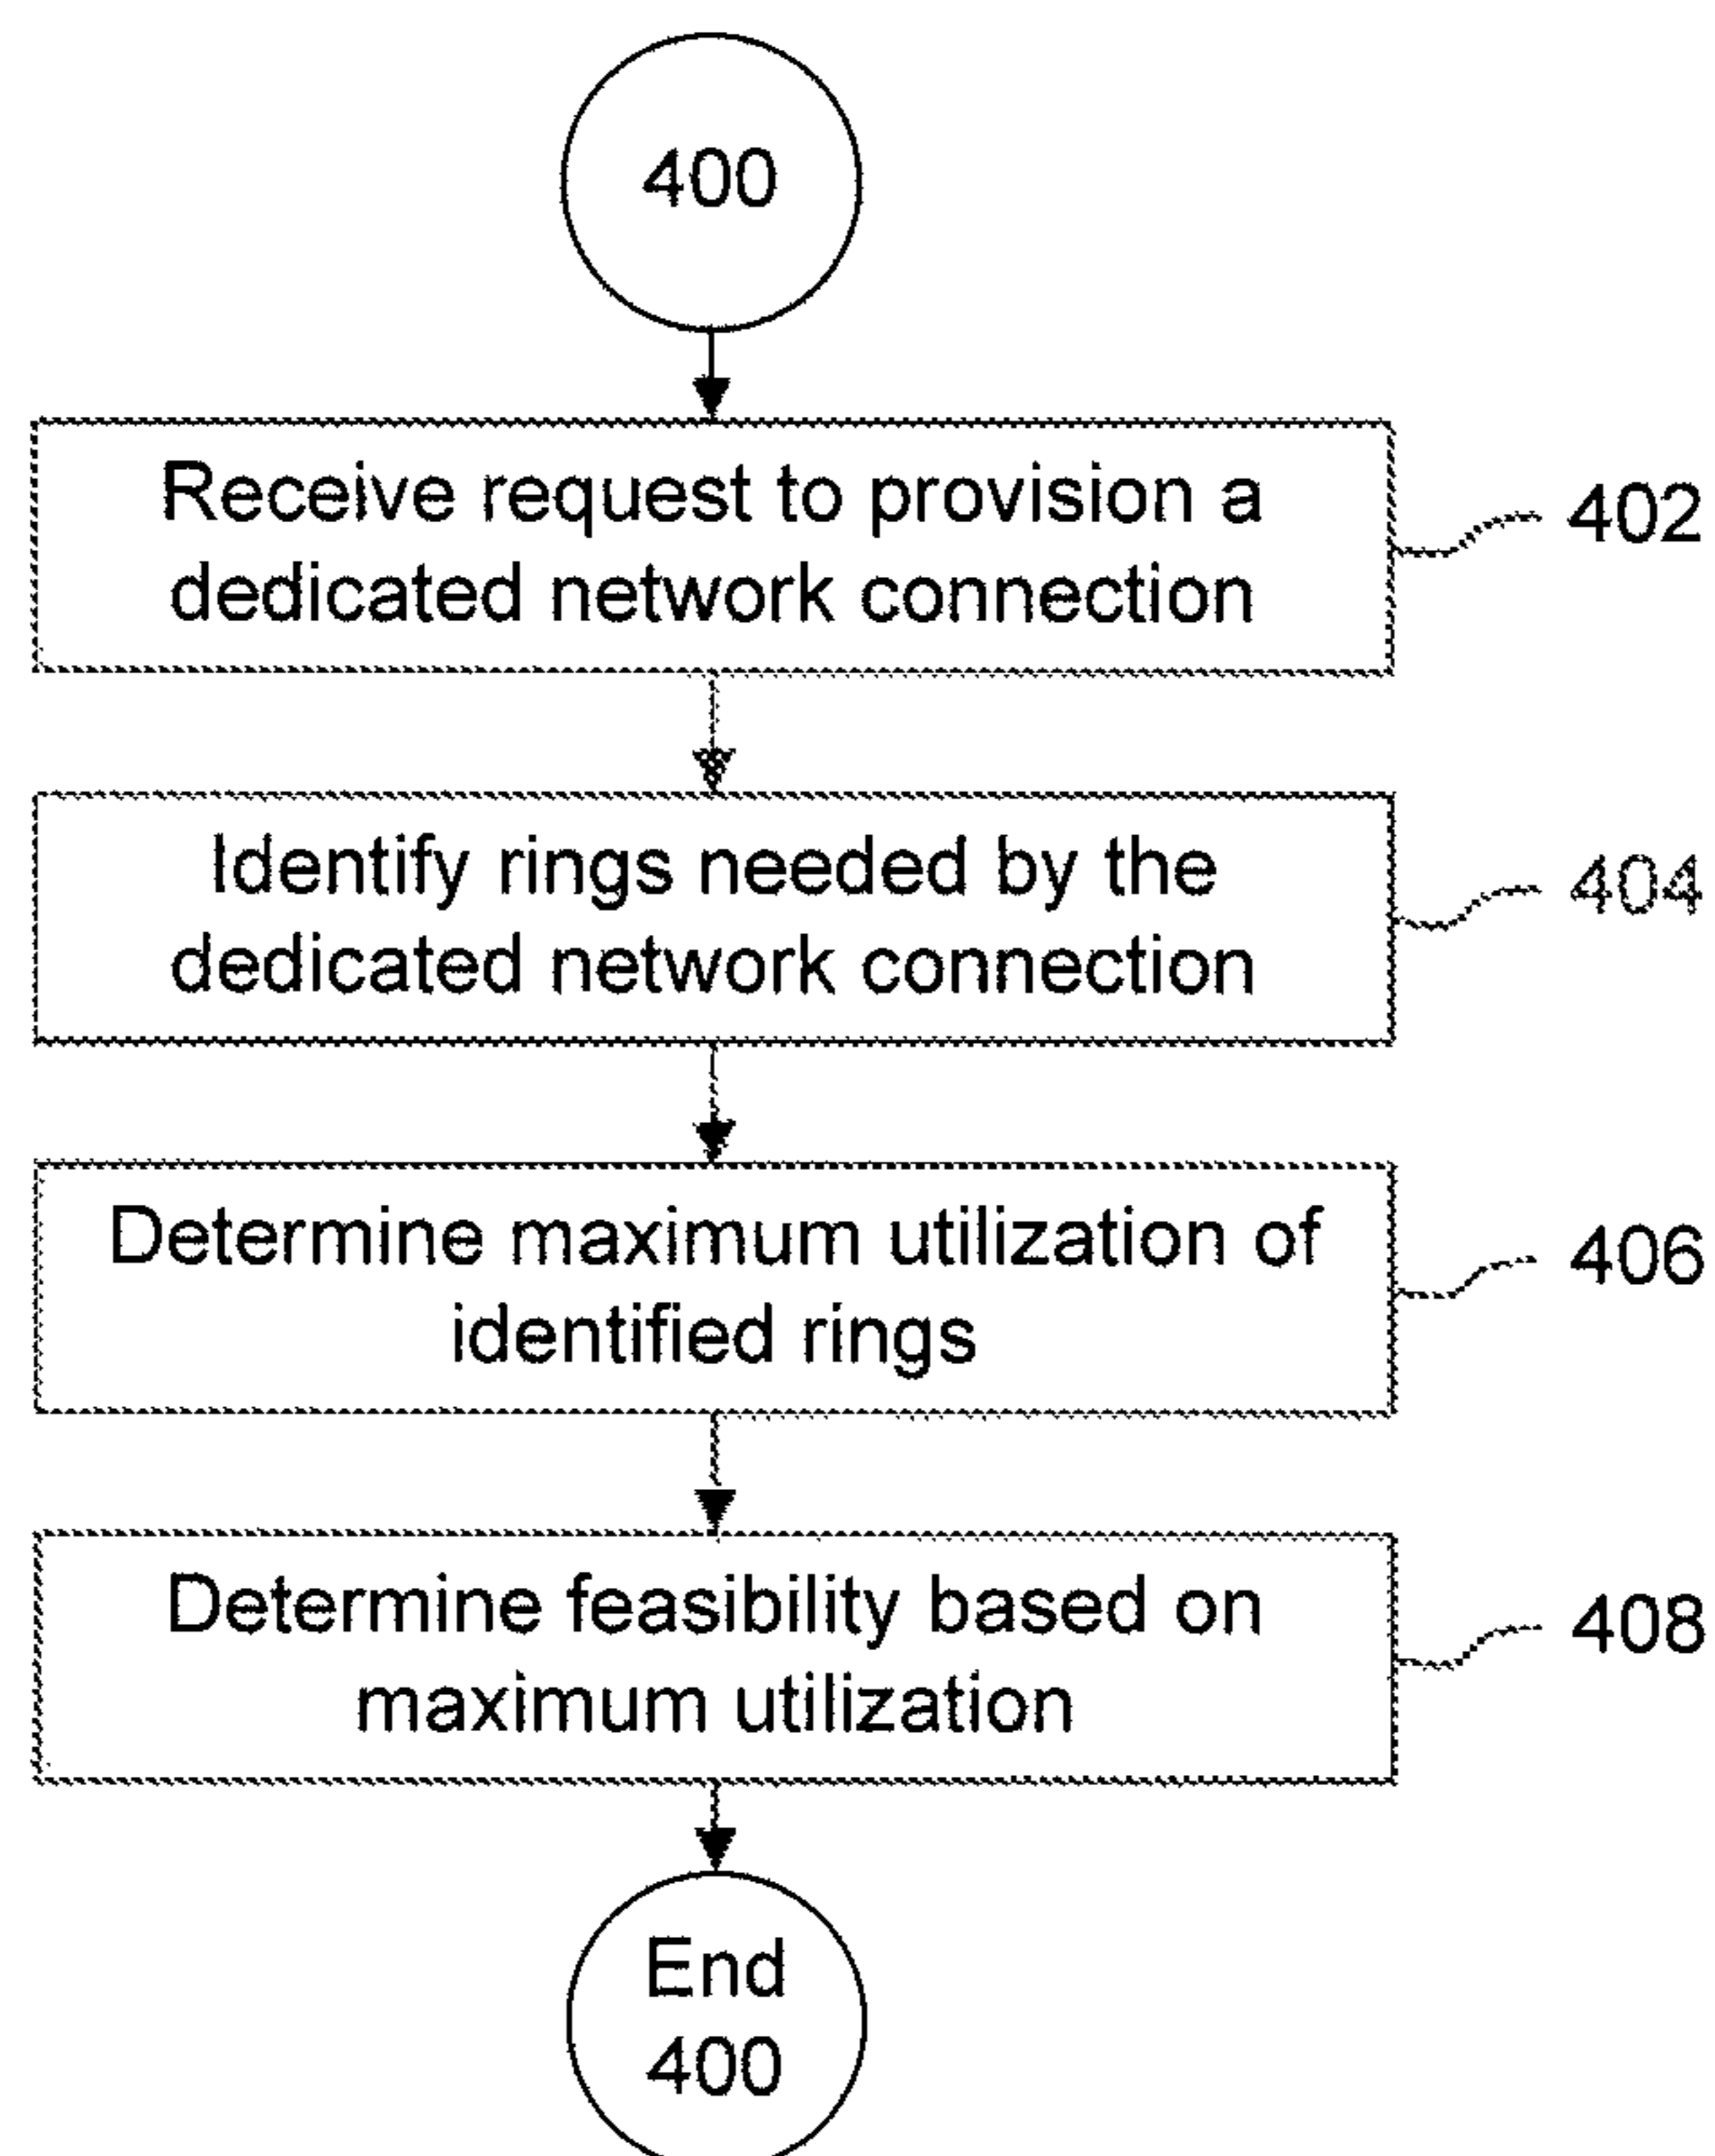 400
Receive request to provision a
dedicated network connection
402
Identify rings needed by the
dedicated network connection
404
Determine maximum utilization of
identified rings
406
Determine feasibility based on
maximum utilization
408
End
400